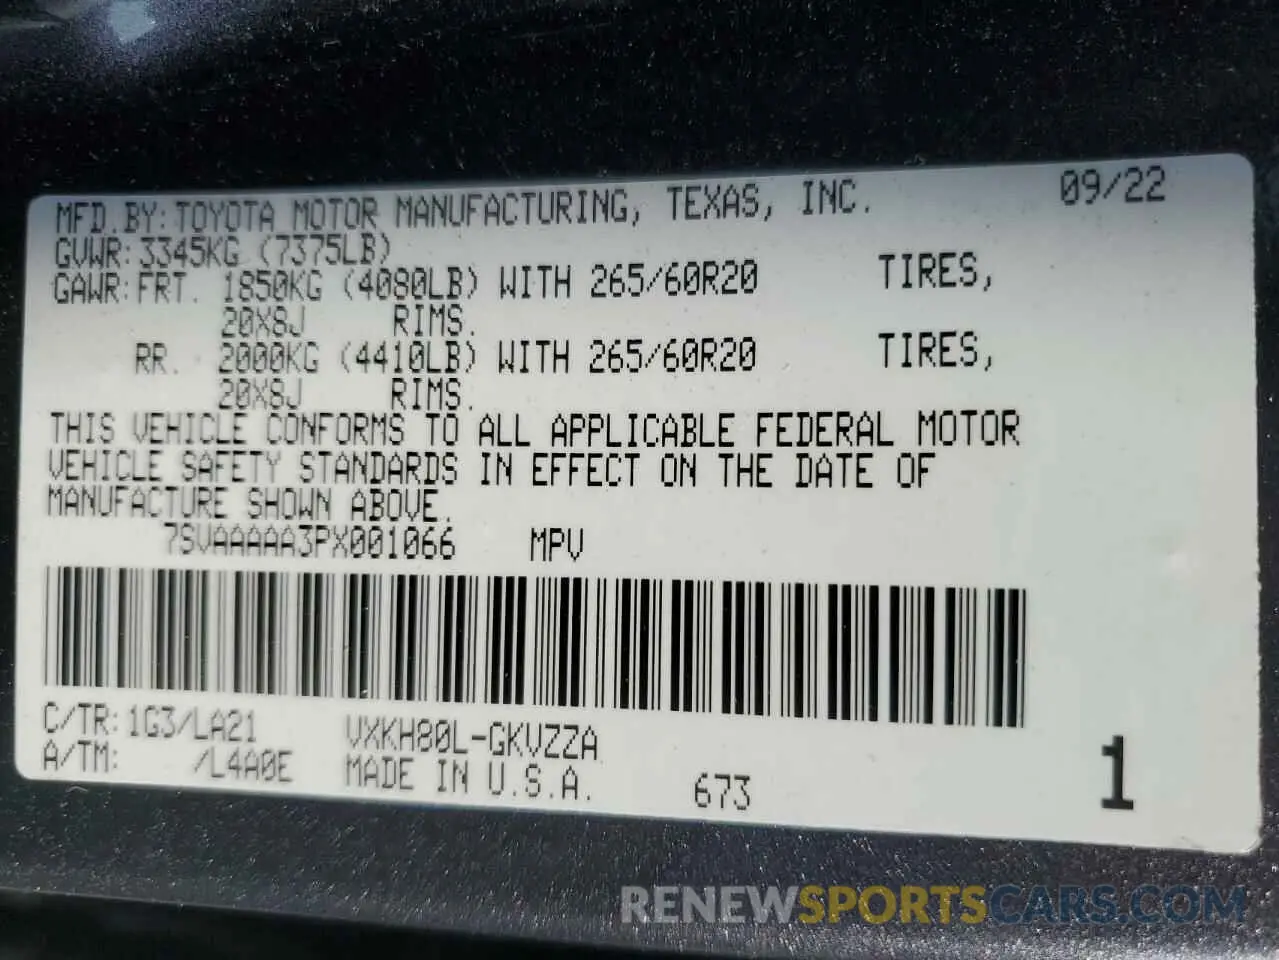 MFD.BY:TOYOTA MOTOR MANUFACTURING, TEXAS, INC. 09/22
GVWR:3345KG (7375LB)
GAWR:FRT. 1850KG (4080LB) WITH 265/60R20 TIRES,
20X8J RIMS.
RR. 2000KG (4410LB) WITH 265/60R20 TIRES,
20X8J RIMS.
THIS VEHICLE CONFORMS TO ALL APPLICABLE FEDERAL MOTOR
VEHICLE SAFETY STANDARDS IN EFFECT ON THE DATE OF
MANUFACTURE SHOWN ABOVE.
7SVAAAAA3PX001066 MPV
C/TR:1G3/LA21 VXKH80L-GKVZZA
A/TM: /L4A0E MADE IN U.S.A. 673 1
RENEWSPORTSCARS.COM